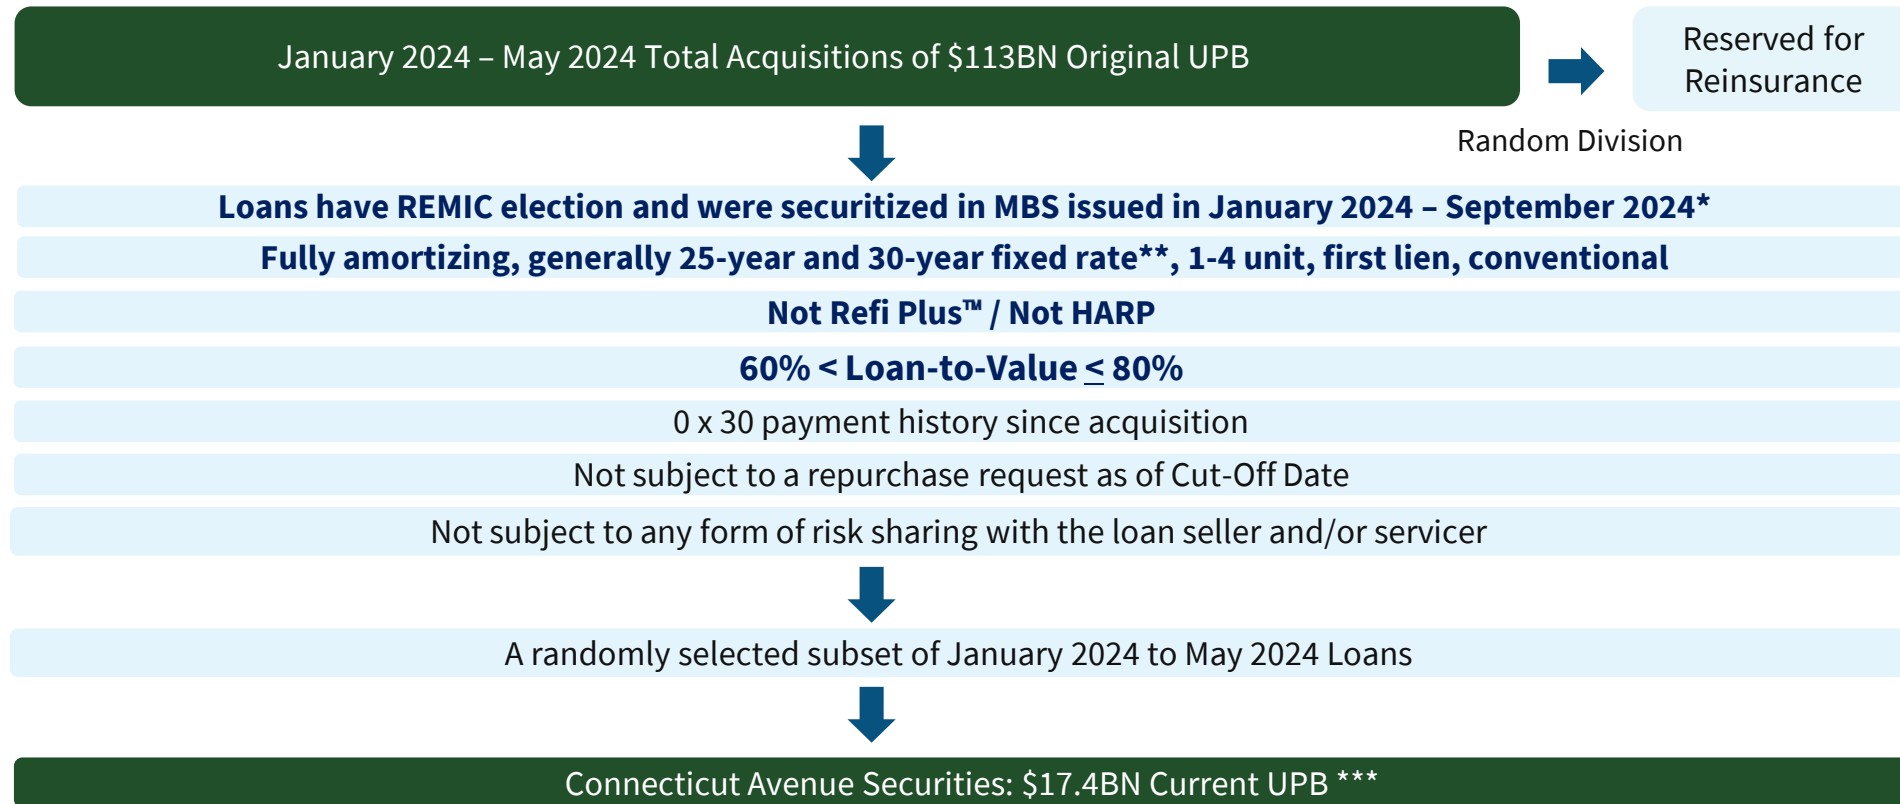 January 2024 – May 2024 Total Acquisitions of $113BN Original UPB
Reserved for
Reinsurance
Random Division
Loans have REMIC election and were securitized in MBS issued in January 2024 – September 2024*
Fully amortizing, generally 25-year and 30-year fixed rate**, 1-4 unit, first lien, conventional
Not Refi Plus™ / Not HARP
60% < Loan-to-Value ≤ 80%
0 x 30 payment history since acquisition
Not subject to a repurchase request as of Cut-Off Date
Not subject to any form of risk sharing with the loan seller and/or servicer
A randomly selected subset of January 2024 to May 2024 Loans
Connecticut Avenue Securities: $17.4BN Current UPB ***